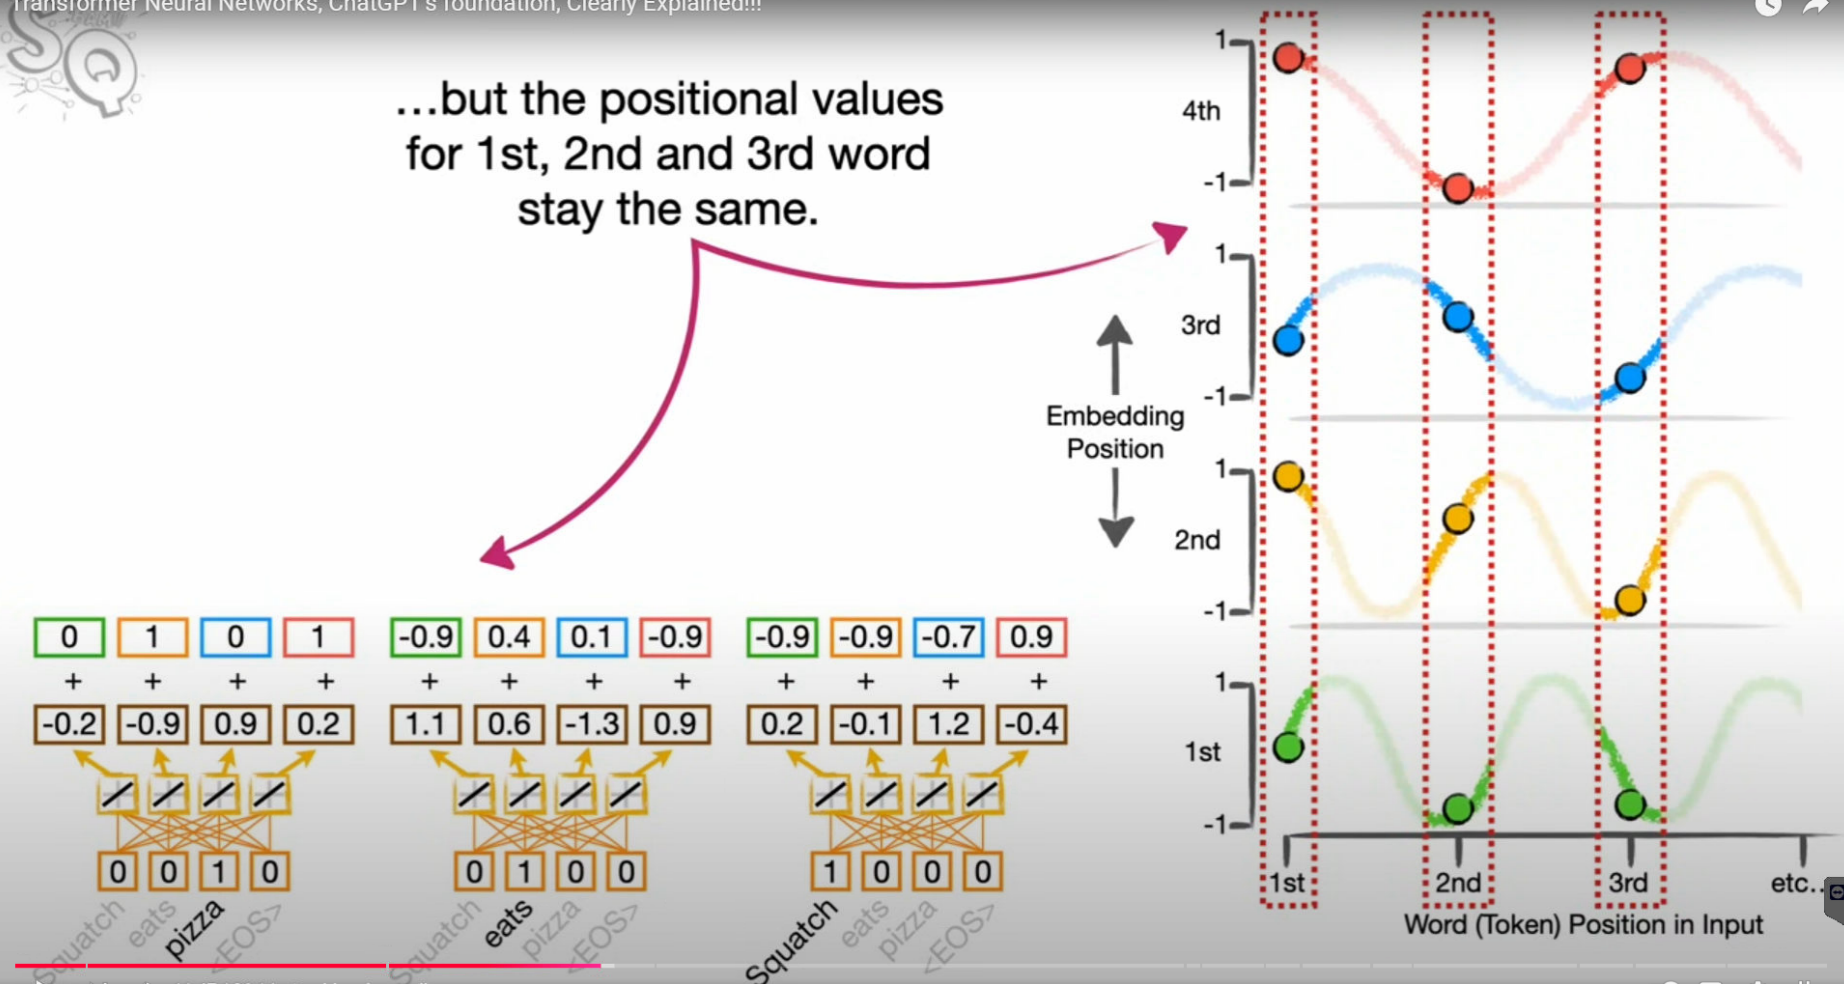 Transformer Neural Networks, ChatGPT's foundation, Clearly Explained!!!
SQ
...but the positional values
for 1st, 2nd and 3rd word
stay the same.
1
4th
-1
1
3rd
-1
Embedding
Position
1
2nd
-1
1
1st
-1
1st 2nd 3rd etc..
Word (Token) Position in Input
0 1 0 1 -0.9 0.4 0.1 -0.9 -0.9 -0.9 -0.7 0.9
+ + + + + + + + + + + +
-0.2 -0.9 0.9 0.2 1.1 0.6 -1.3 0.9 0.2 -0.1 1.2 -0.4
0 0 1 0 0 1 0 0 1 0 0 0
Squatch eats pizza <EOS> Squatch eats pizza <EOS> Squatch eats pizza <EOS>